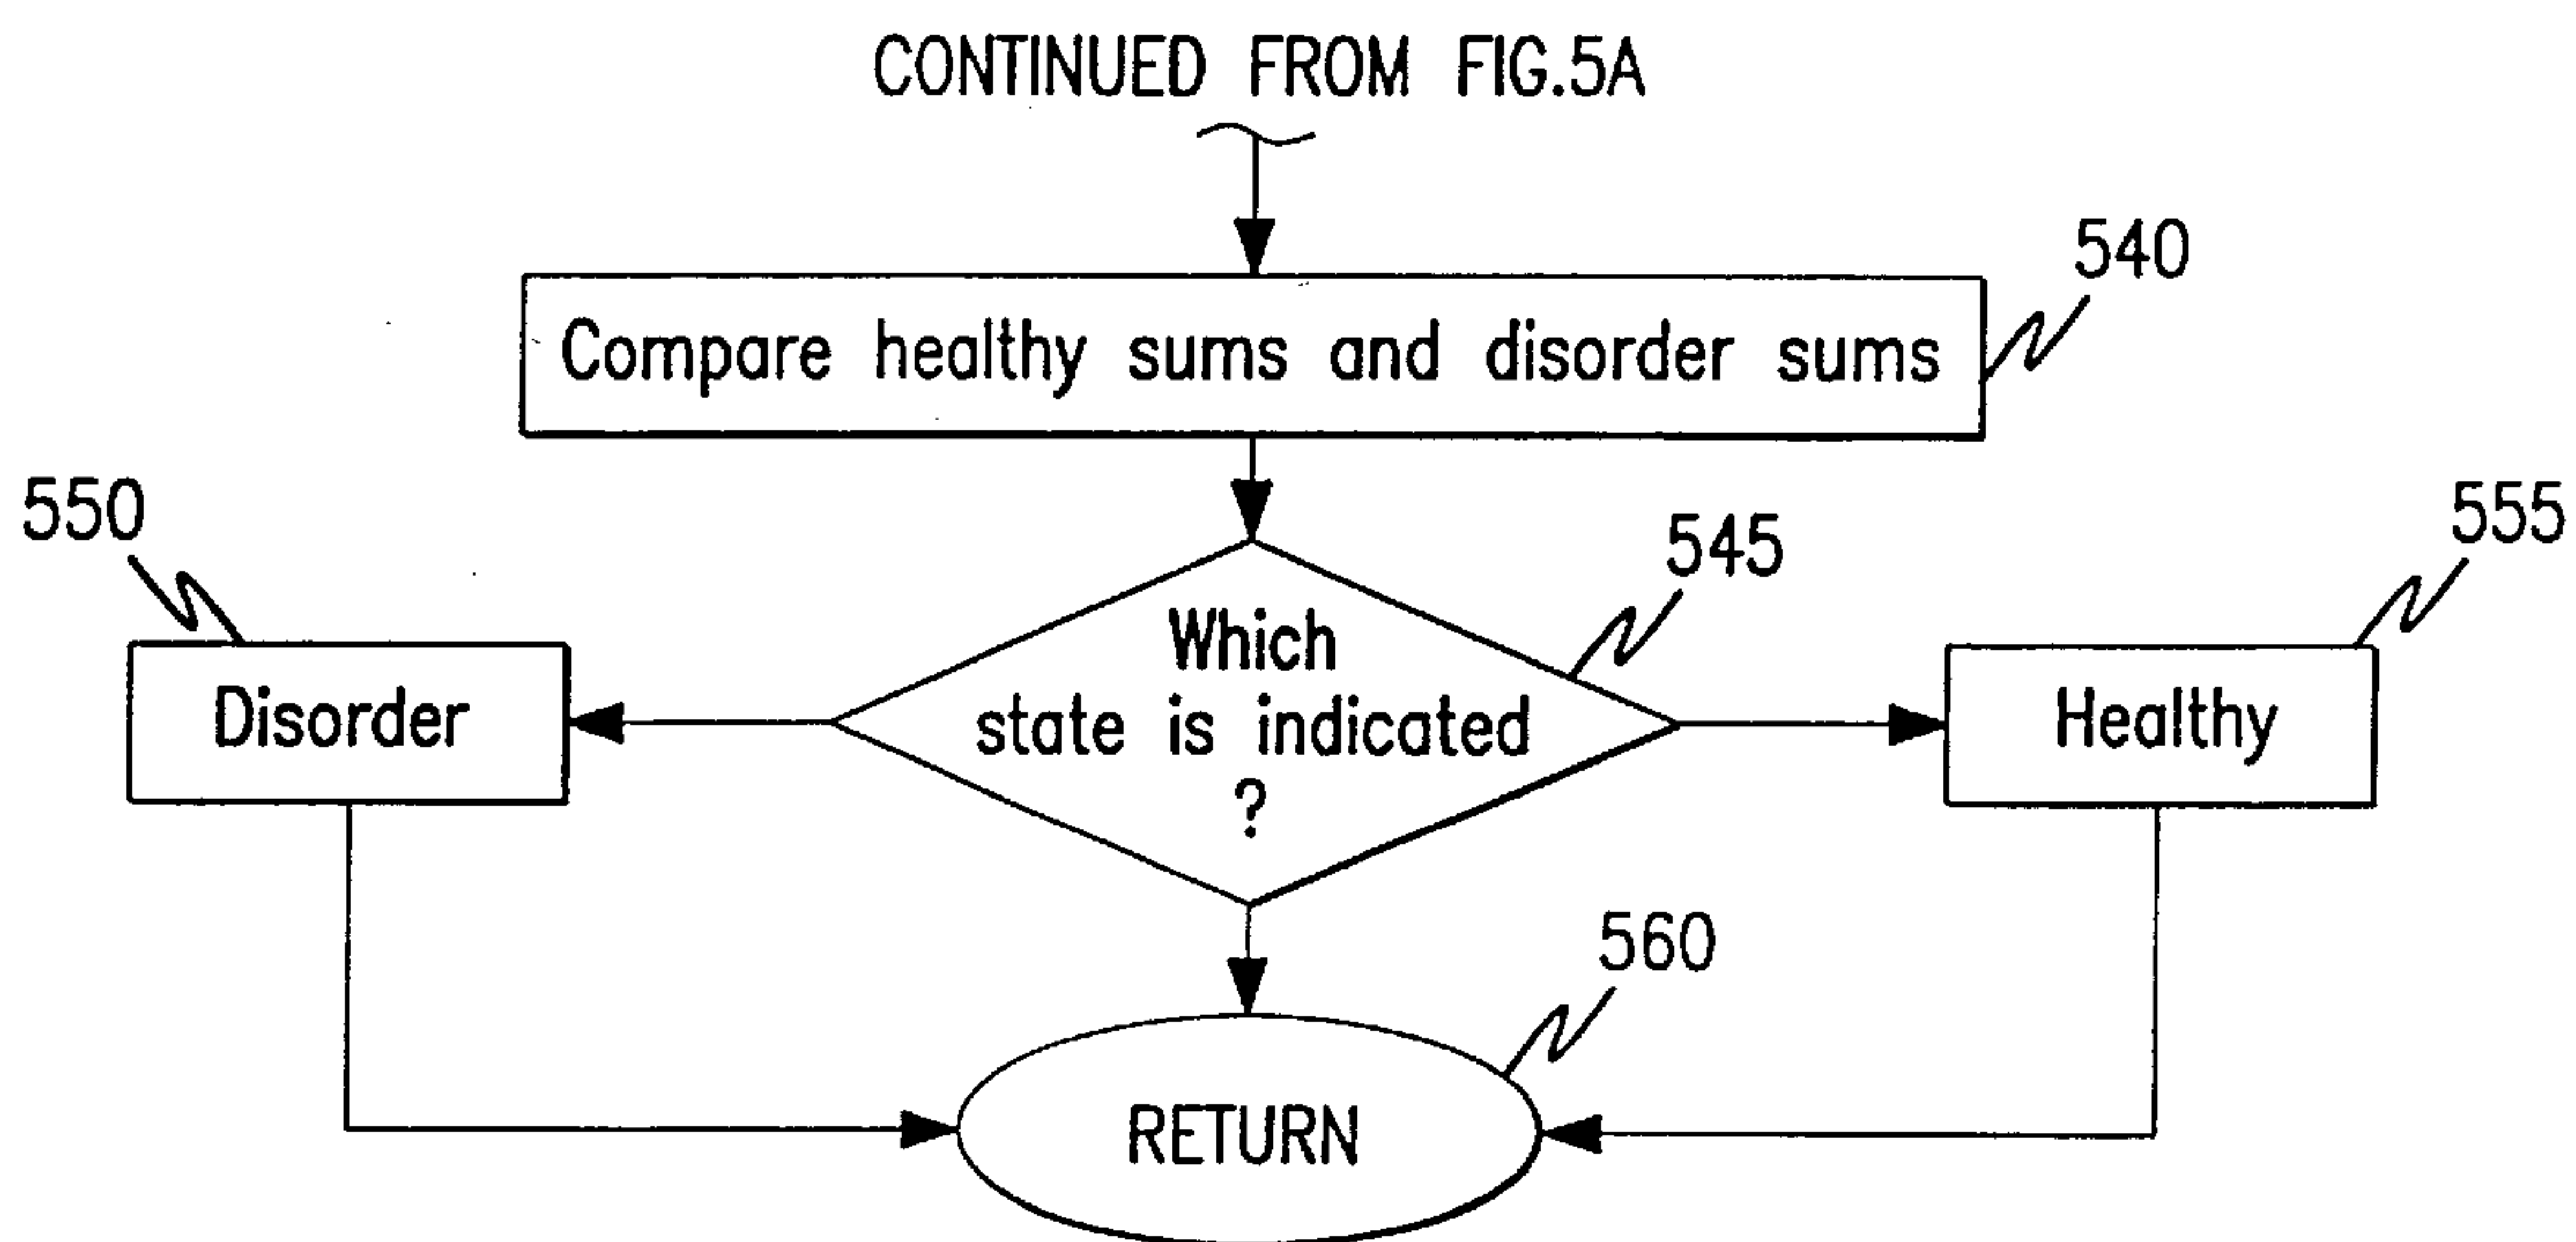 CONTINUED FROM FIG.5A
540
Compare healthy sums and disorder sums
550
545
555
Which
state is indicated
?
Disorder
Healthy
560
RETURN